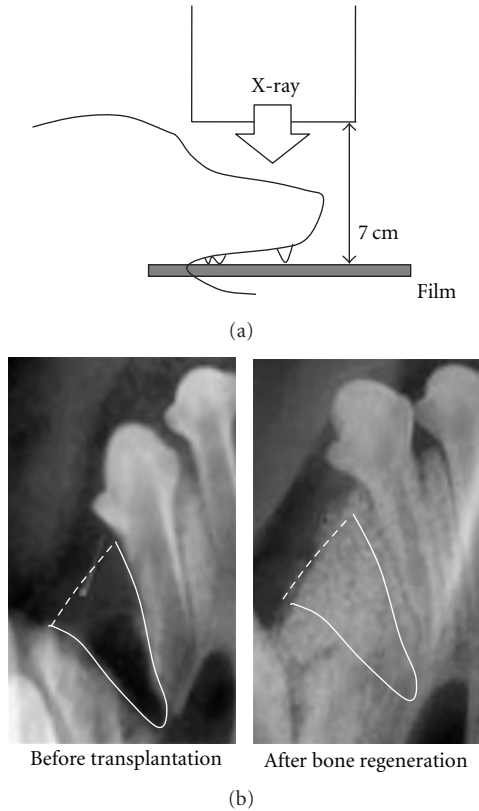 X-ray
7 cm
Film
(a)
Before transplantation
After bone regeneration
(b)